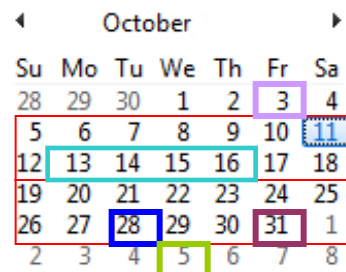 October
Su Mo Tu We Th Fr Sa
28 29 30 1 2 3 4
5 6 7 8 9 10 11
12 13 14 15 16 17 18
19 20 21 22 23 24 25
26 27 28 29 30 31 1
2 3 4 5 6 7 8